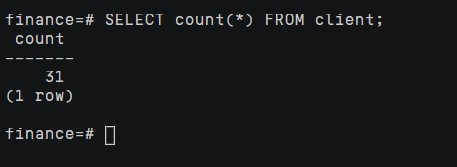 finance=# SELECT count(*) FROM client;
 count
-------
    31
(1 row)

finance=#